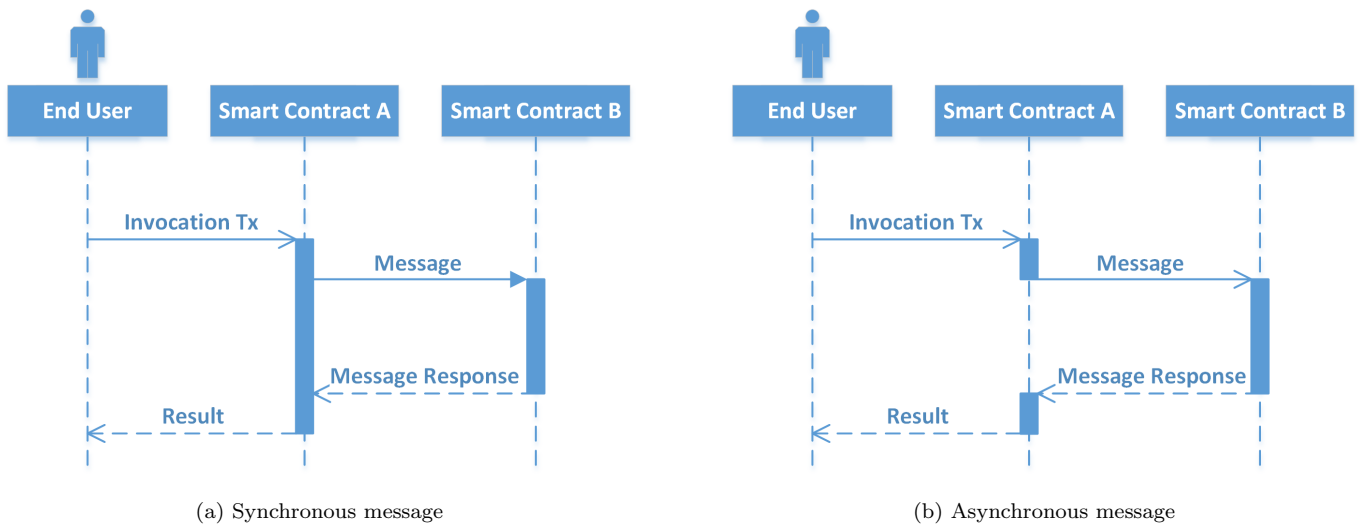 End User
Smart Contract A
Smart Contract B
Invocation Tx
Message
Message Response
Result
(a) Synchronous message
End User
Smart Contract A
Smart Contract B
Invocation Tx
Message
Message Response
Result
(b) Asynchronous message